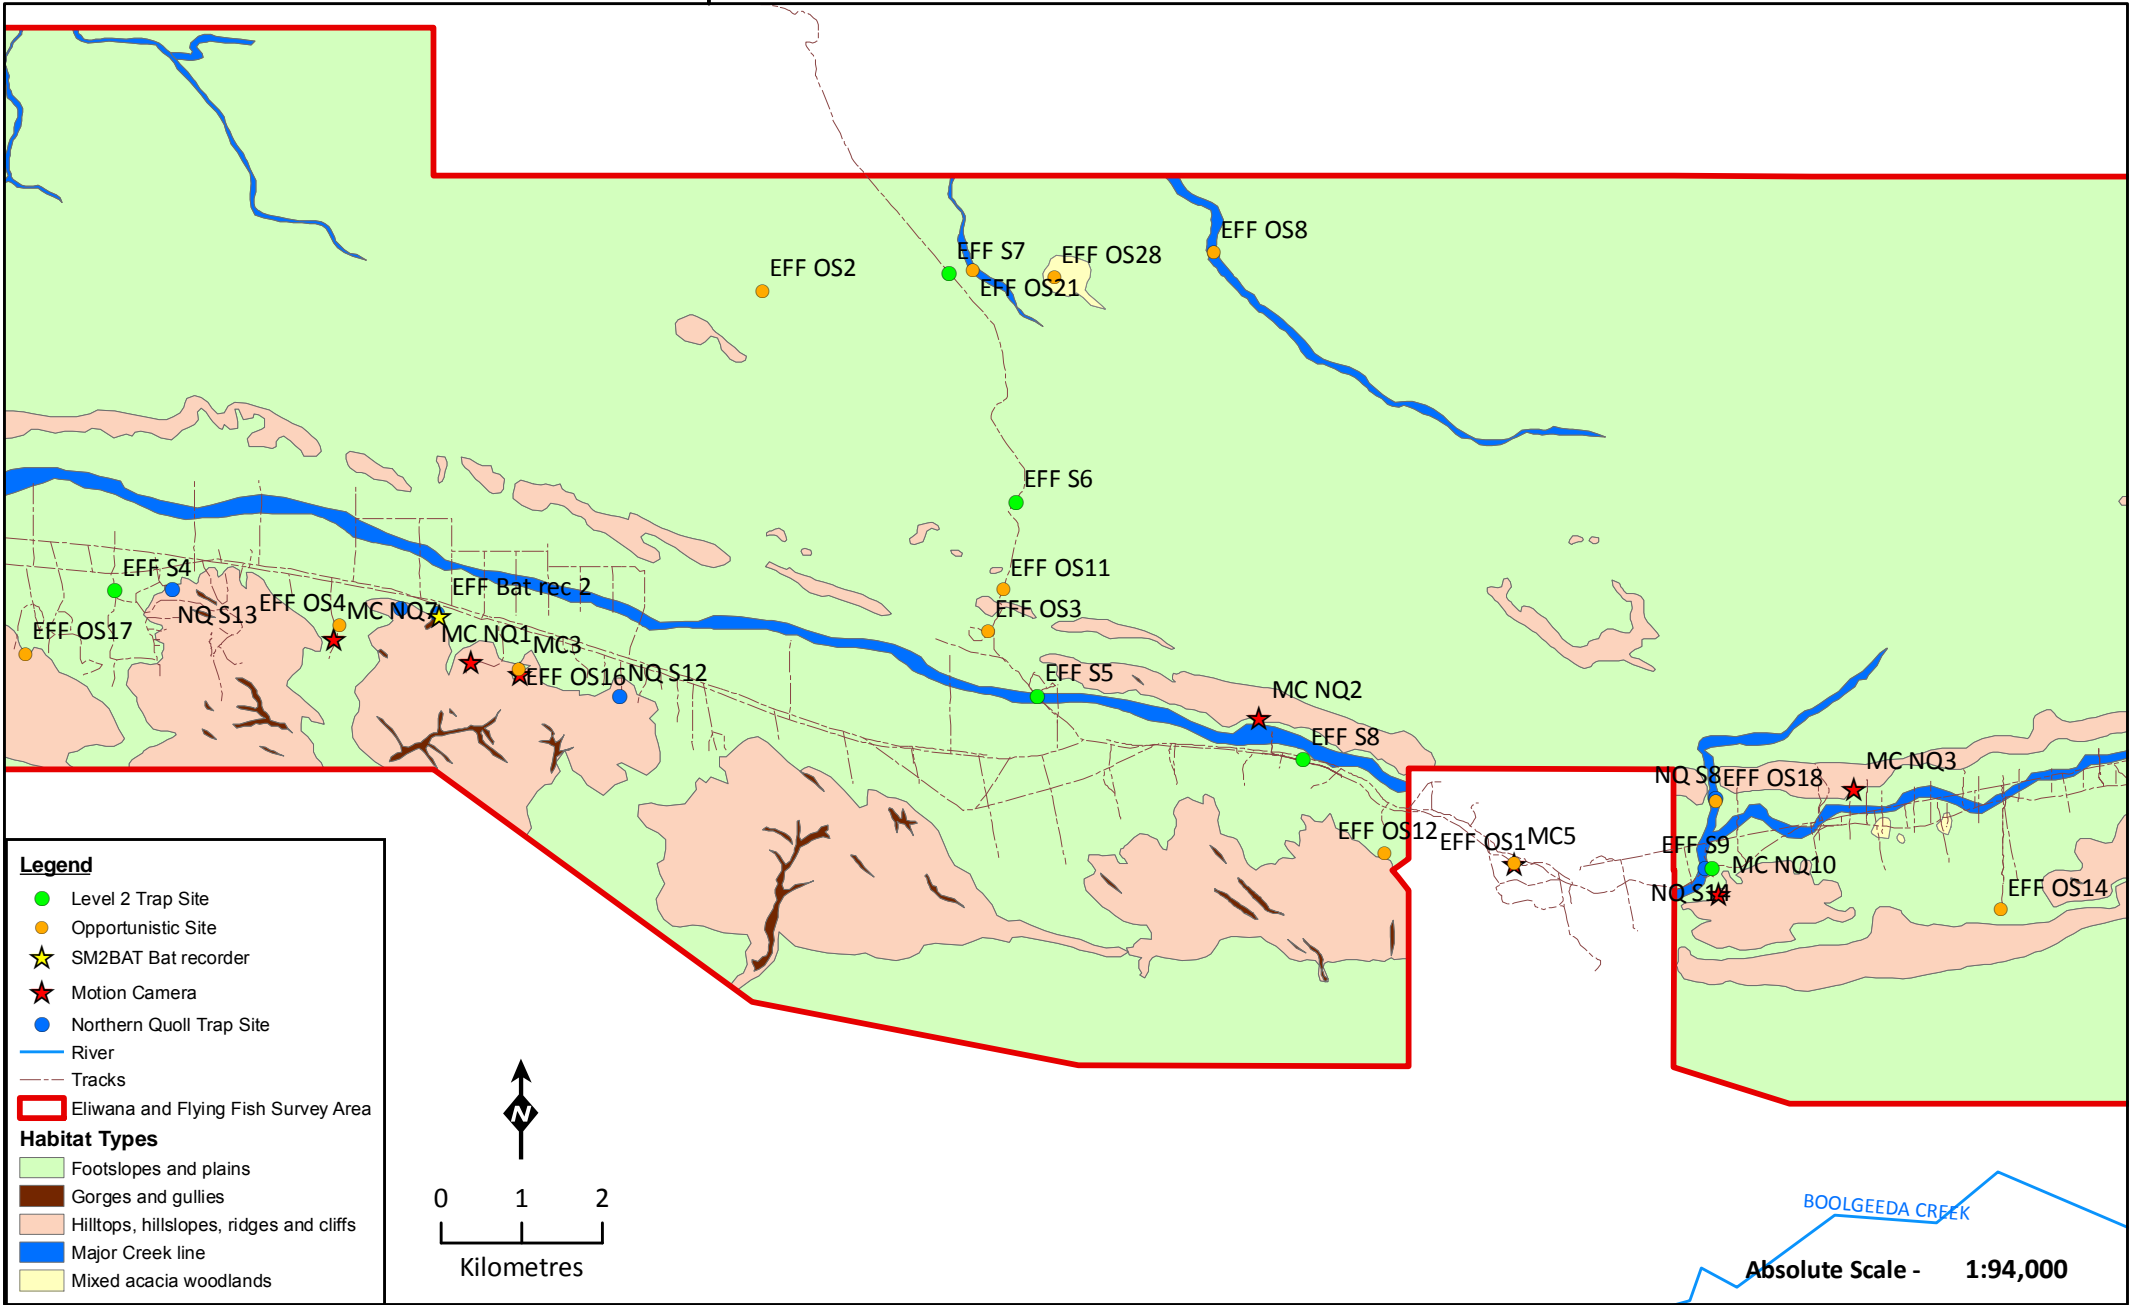 EFF OS8
EFF S7
EFF OS28
EFF OS2
EFF OS21
EFF S6
EFF S4
EFF Bat rec 2
EFF OS11
NQ S13
EFF OS4
MC NQ7
EFF OS3
EFF OS17
MC NQ1
MC3
EFF OS16
NQ S12
EFF S5
MC NQ2
EFF S8
NQ S8
EFF OS18
MC NQ3
EFF OS12
EFF OS1
MC5
EFF S9
MC NQ10
NQ S14
EFF OS14
Legend
Level 2 Trap Site
Opportunistic Site
SM2BAT Bat recorder
Motion Camera
Northern Quoll Trap Site
River
Tracks
Eliwana and Flying Fish Survey Area
Habitat Types
Footslopes and plains
Gorges and gullies
Hilltops, hillslopes, ridges and cliffs
Major Creek line
Mixed acacia woodlands
N
0 1 2
Kilometres
BOOLGEEDA CREEK
Absolute Scale - 1:94,000